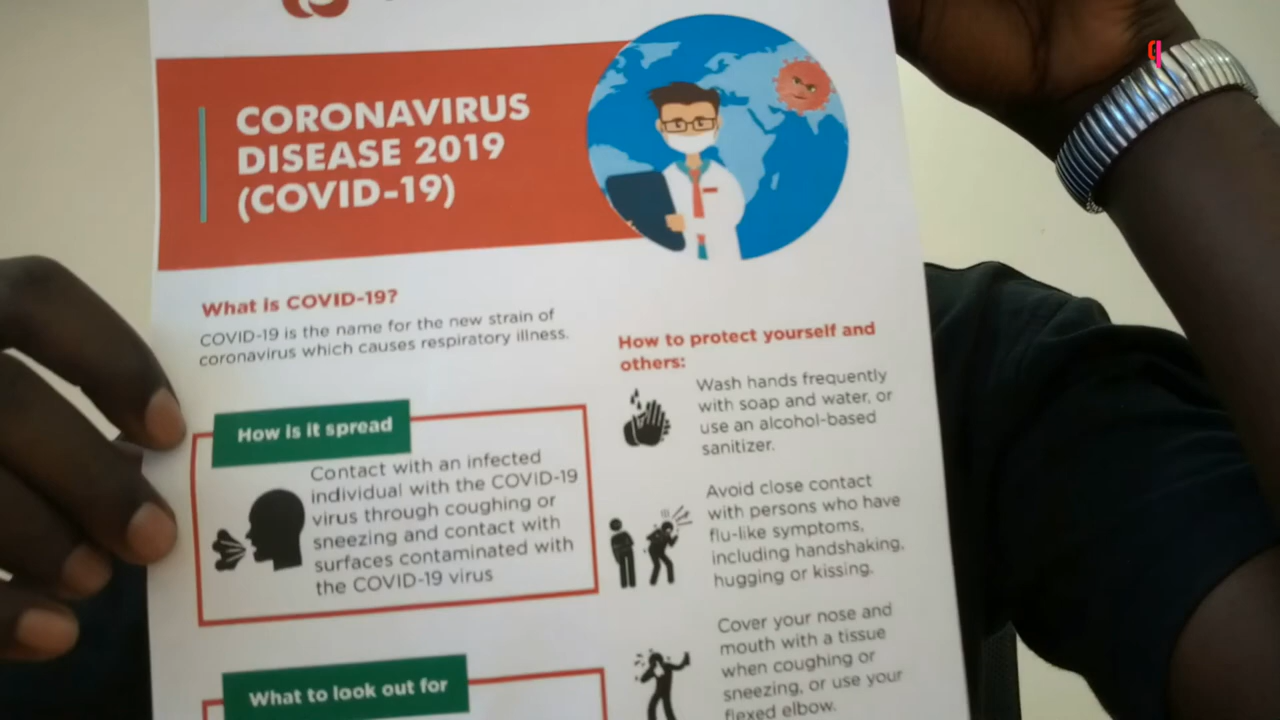 CORONAVIRUS
DISEASE 2019
(COVID-19)
What is COVID-19?
COVID-19 is the name for the new strain of
coronavirus which causes respiratory illness.
How is it spread
Contact with an infected
individual with the COVID-19
virus through coughing or
sneezing and contact with
surfaces contaminated with
the COVID-19 virus
What to look out for
How to protect yourself and
others:
Wash hands frequently
with soap and water, or
use an alcohol-based
sanitizer.
Avoid close contact
with persons who have
flu-like symptoms,
including handshaking,
hugging or kissing.
Cover your nose and
mouth with a tissue
when coughing or
sneezing, or use your
flexed elbow.